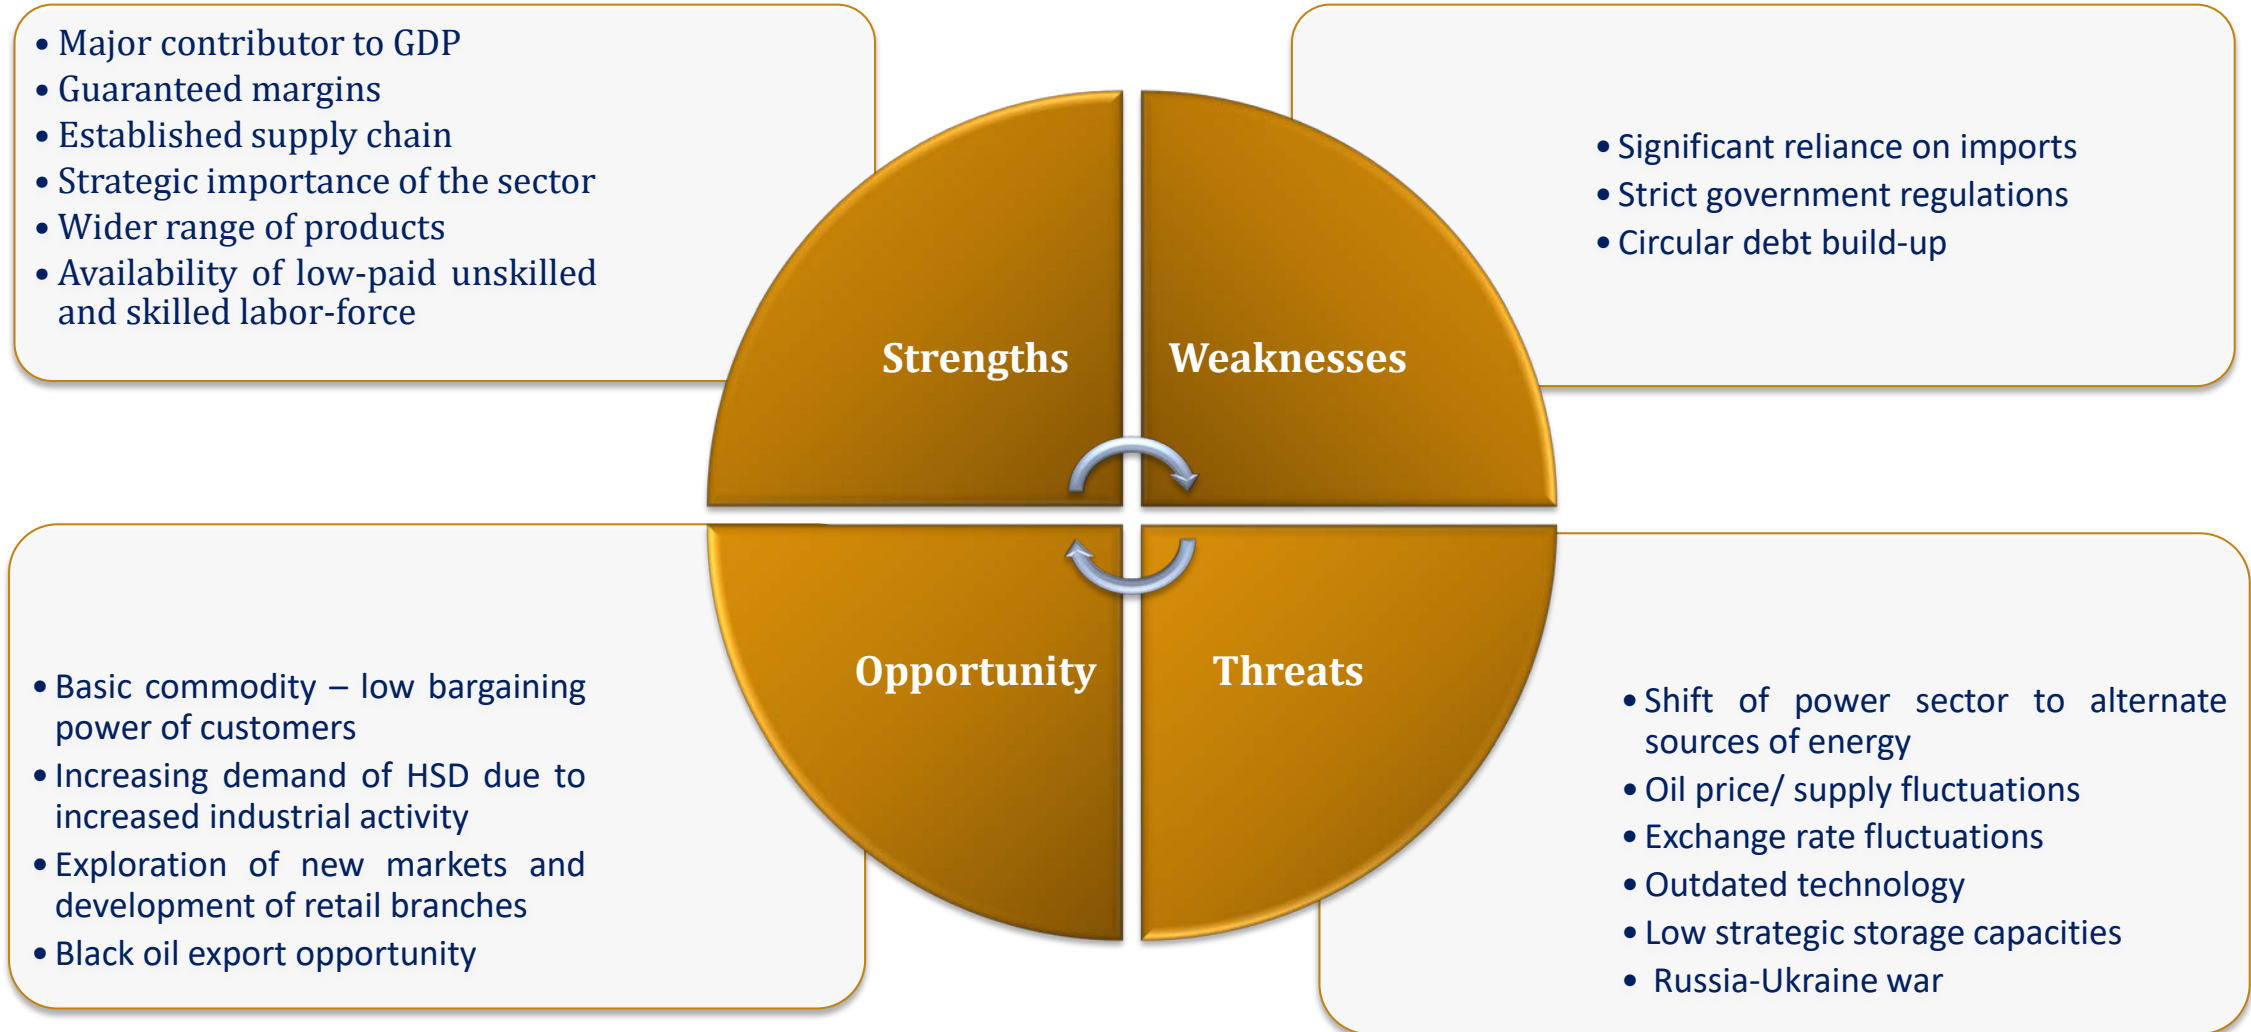 • Major contributor to GDP
• Guaranteed margins
• Established supply chain
• Strategic importance of the sector
• Wider range of products
• Availability of low-paid unskilled
and skilled labor-force
• Significant reliance on imports
• Strict government regulations
• Circular debt build-up
Strengths
Weaknesses
Opportunity
Threats
• Basic commodity – low bargaining
power of customers
• Increasing demand of HSD due to
increased industrial activity
• Exploration of new markets and
development of retail branches
• Black oil export opportunity
• Shift of power sector to alternate
sources of energy
• Oil price/ supply fluctuations
• Exchange rate fluctuations
• Outdated technology
• Low strategic storage capacities
• Russia-Ukraine war